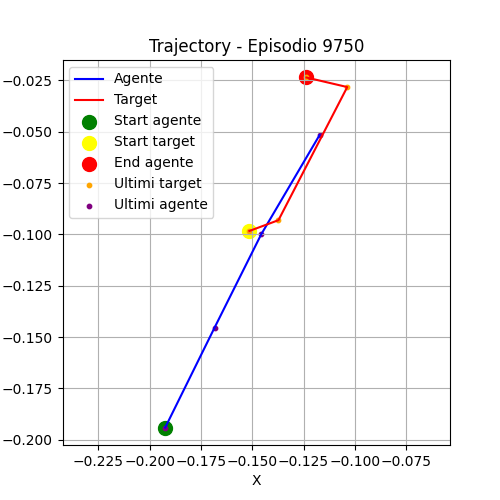 Trajectory - Episodio 9750
Agente
Target
Start agente
Start target
End agente
Ultimi target
Ultimi agente
−0.025
−0.050
−0.075
−0.100
−0.125
−0.150
−0.175
−0.200
−0.225 −0.200 −0.175 −0.150 −0.125 −0.100 −0.075
X